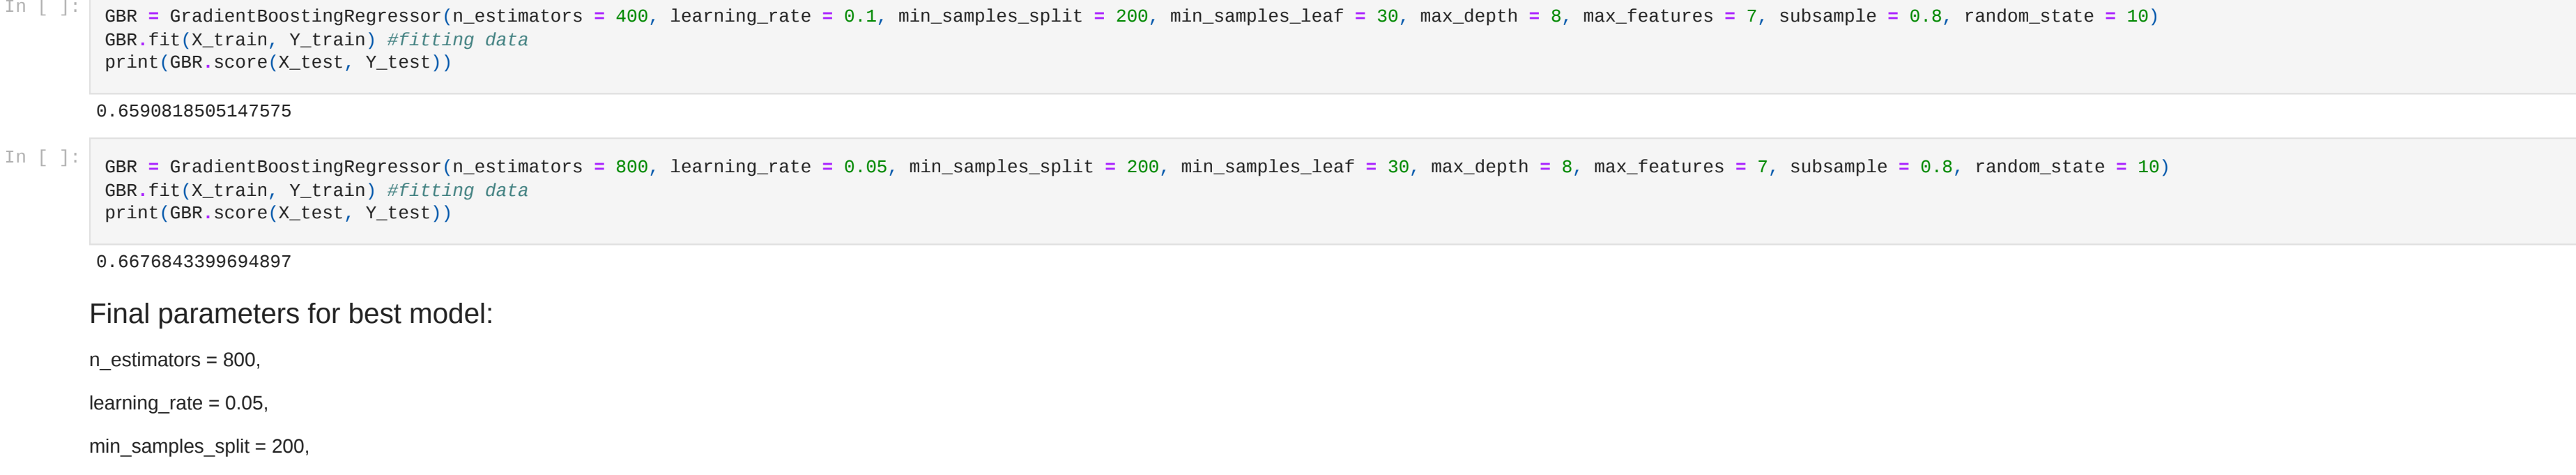 In [ ]:
GBR = GradientBoostingRegressor(n_estimators = 400, learning_rate = 0.1, min_samples_split = 200, min_samples_leaf = 30, max_depth = 8, max_features = 7, subsample = 0.8, random_state = 10)
GBR.fit(X_train, Y_train) #fitting data
print(GBR.score(X_test, Y_test))
0.6590818505147575
In [ ]:
GBR = GradientBoostingRegressor(n_estimators = 800, learning_rate = 0.05, min_samples_split = 200, min_samples_leaf = 30, max_depth = 8, max_features = 7, subsample = 0.8, random_state = 10)
GBR.fit(X_train, Y_train) #fitting data
print(GBR.score(X_test, Y_test))
0.6676843399694897
Final parameters for best model:
n_estimators = 800,
learning_rate = 0.05,
min_samples_split = 200,